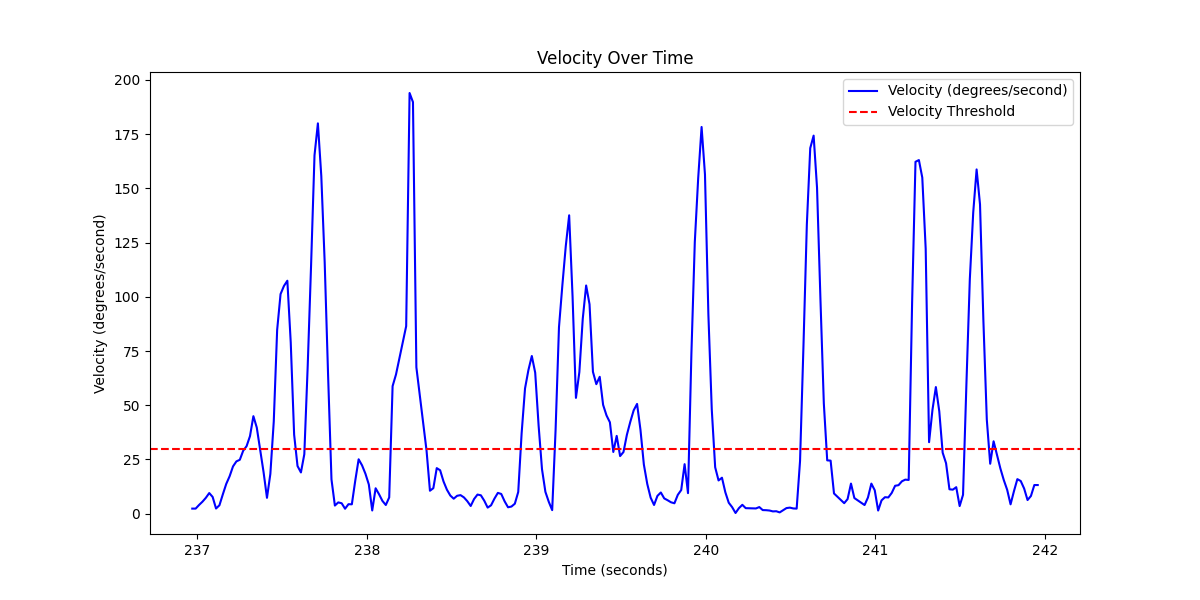 Velocity Over Time
Velocity (degrees/second)
Velocity Threshold
200
175
150
125
100
75
50
25
0
Velocity (degrees/second)
237 238 239 240 241 242
Time (seconds)